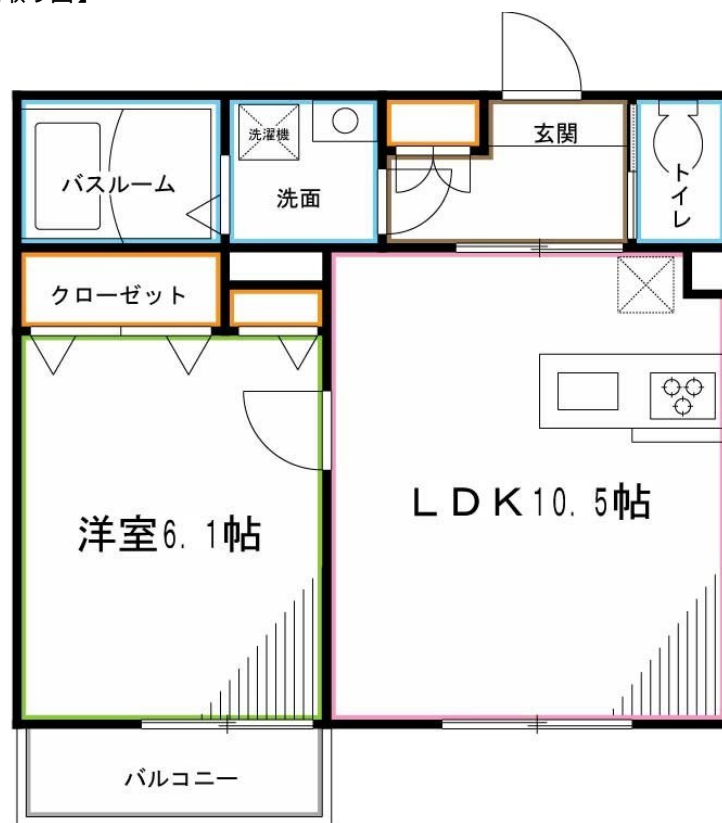 玄関
洗濯機
トイレ
バスルーム
洗面
クローゼット
LDK10.5帖
洋室6.1帖
バルコニー